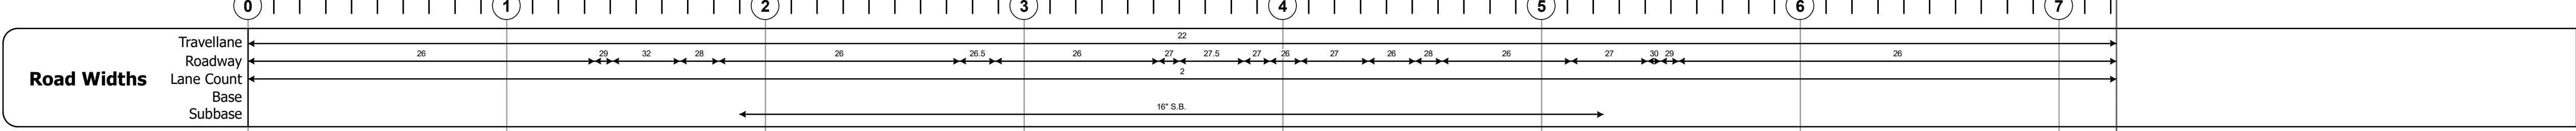 0 1 2 3 4 5 6 7
Road Widths
Travellane 22
Roadway 26 29 32 28 26 26.5 26 27 27.5 27 26 27 26 28 26 27 30 29 26
Lane Count 2
Base
Subbase 16" S.B.